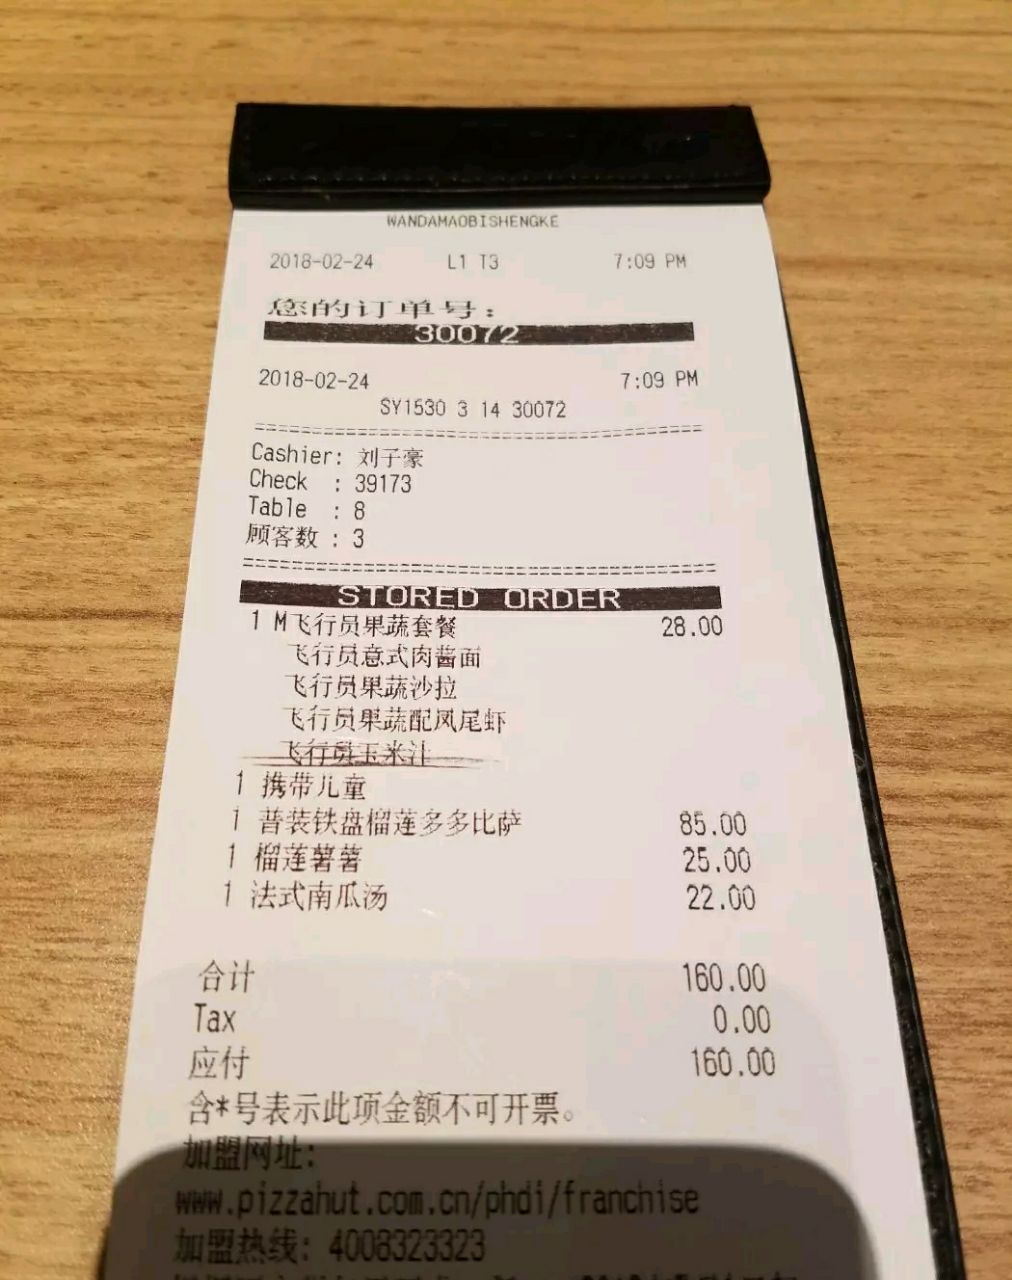 WANDAMAOBISHENGKE
2018-02-24 L1 T3 7:09 PM
您的订单号:
30072
2018-02-24 7:09 PM
SY1530 3 14 30072
Cashier: 刘子豪
Check : 39173
Table : 8
顾客数 : 3
STORED ORDER
1 M飞行员果蔬套餐 28.00
飞行员意式肉酱面
飞行员果蔬沙拉
飞行员果蔬配凤尾虾
飞行员玉米汁
1 携带儿童
1 普装铁盘榴莲多多比萨 85.00
1 榴莲薯薯 25.00
1 法式南瓜汤 22.00
合计 160.00
Tax 0.00
应付 160.00
含*号表示此项金额不可开票。
加盟网址:
www.pizzahut.com.cn/phdi/franchise
加盟热线: 4008323323